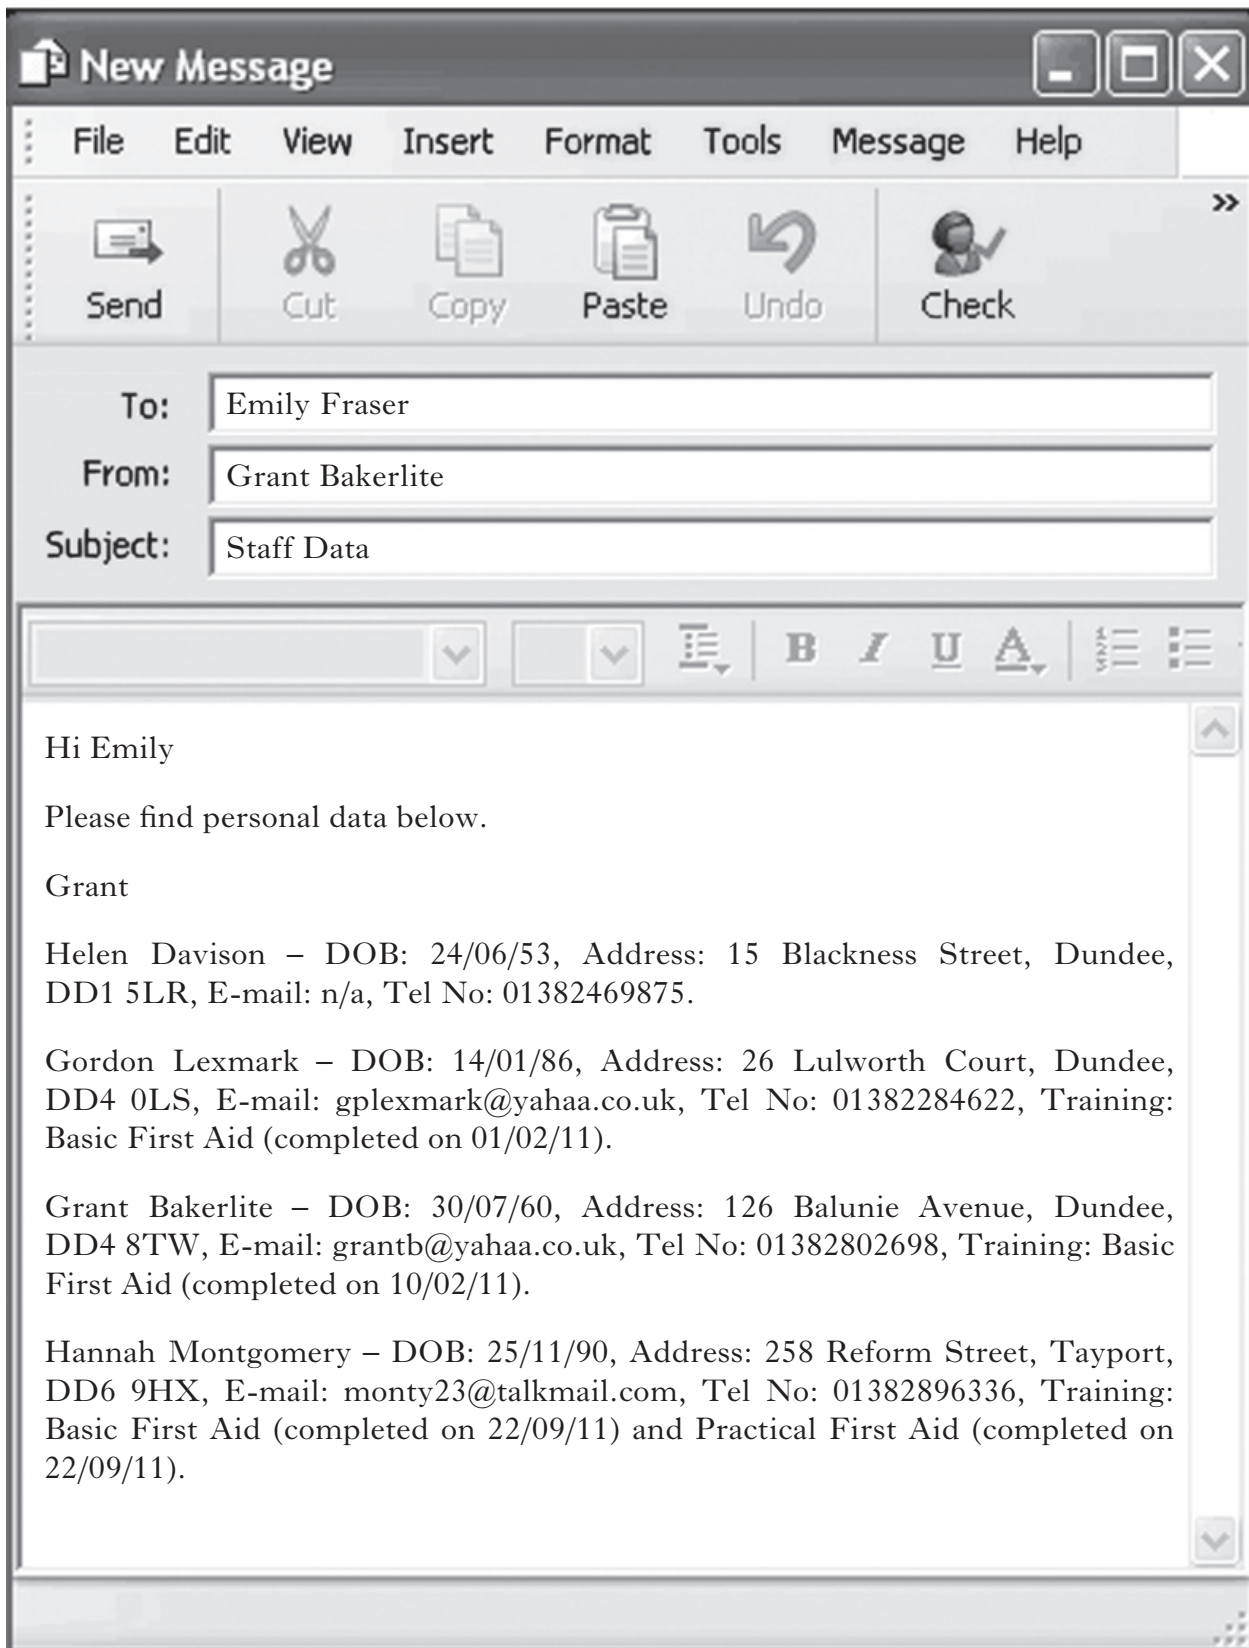 New Message
File Edit View Insert Format Tools Message Help
Send Cut Copy Paste Undo Check »
To: Emily Fraser
From: Grant Bakerlite
Subject: Staff Data
B I U A
Hi Emily
Please find personal data below.
Grant
Helen Davison – DOB: 24/06/53, Address: 15 Blackness Street, Dundee,
DD1 5LR, E-mail: n/a, Tel No: 01382469875.
Gordon Lexmark – DOB: 14/01/86, Address: 26 Lulworth Court, Dundee,
DD4 0LS, E-mail: gplexmark@yahaa.co.uk, Tel No: 01382284622, Training:
Basic First Aid (completed on 01/02/11).
Grant Bakerlite – DOB: 30/07/60, Address: 126 Balunie Avenue, Dundee,
DD4 8TW, E-mail: grantb@yahaa.co.uk, Tel No: 01382802698, Training: Basic
First Aid (completed on 10/02/11).
Hannah Montgomery – DOB: 25/11/90, Address: 258 Reform Street, Tayport,
DD6 9HX, E-mail: monty23@talkmail.com, Tel No: 01382896336, Training:
Basic First Aid (completed on 22/09/11) and Practical First Aid (completed on
22/09/11).